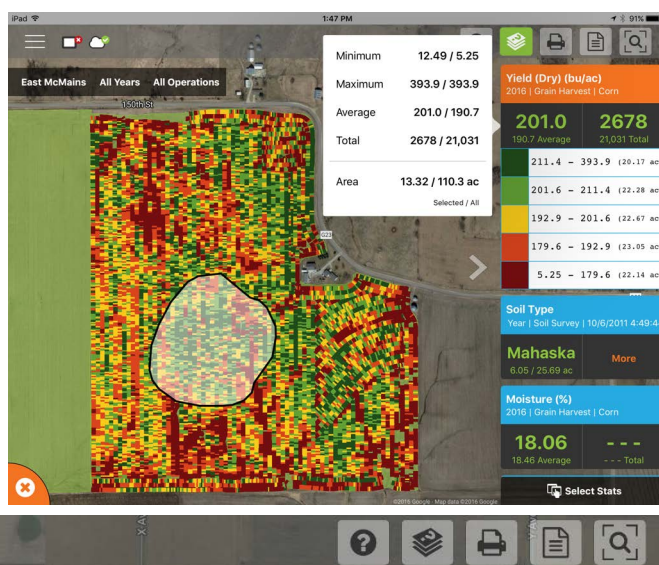 iPad
1:47 PM
91%
East McMains All Years All Operations
150th St
G23
Minimum 12.49 / 5.25
Maximum 393.9 / 393.9
Average 201.0 / 190.7
Total 2678 / 21,031
Area 13.32 / 110.3 ac
Selected / All
Yield (Dry) (bu/ac)
2016 | Grain Harvest | Corn
201.0 2678
190.7 Average 21,031 Total
211.4 - 393.9 (20.17 ac
201.6 - 211.4 (22.28 ac
192.9 - 201.6 (22.67 ac
179.6 - 192.9 (23.05 ac
5.25 - 179.6 (22.14 ac
Soil Type
Year | Soil Survey | 10/6/2011 4:49:4
Mahaska More
6.05 / 25.69 ac
Moisture (%)
2016 | Grain Harvest | Corn
18.06 - - -
18.46 Average - - - Total
Select Stats
©2016 Google - Map data ©2016 Google
X Av
?